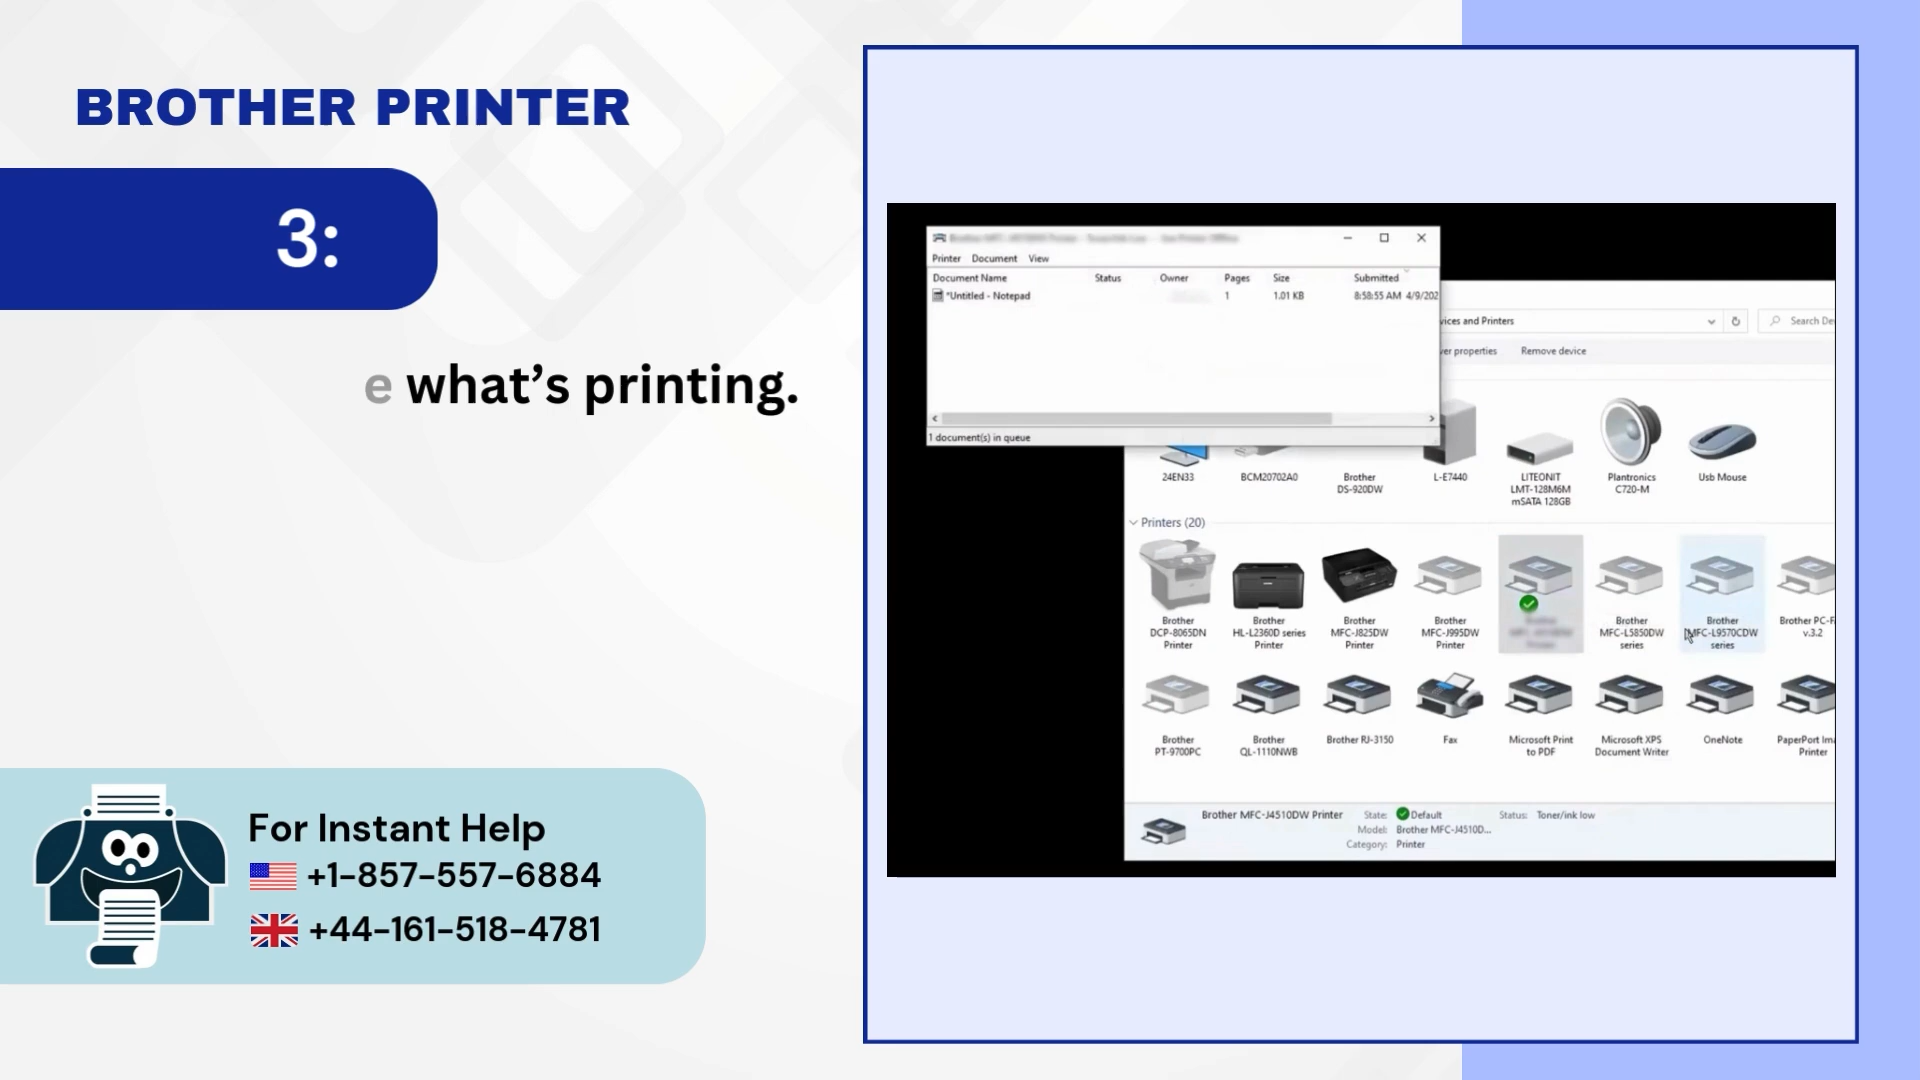 BROTHER PRINTER
3:
e what’s printing.
For Instant Help
+1-857-557-6884
+44-161-518-4781
Printer Document View
Document Name Status Owner Pages Size Submitted
*Untitled - Notepad 1 1.01 KB 8:58:55 AM 4/9/202
1 document(s) in queue
vices and Printers
Search De
ver properties Remove device
24EN33 BCM20702A0 Brother L-E7440 LITEONIT Plantronics Usb Mouse
DS-920DW LMT-128M6M C720-M
mSATA 128GB
Printers (20)
Brother Brother Brother Brother Brother Brother Brother PC-F
DCP-8065DN HL-L2360D series MFC-J825DW MFC-J995DW MFC-L5850DW MFC-L9570CDW v.3.2
Printer Printer Printer Printer series series
Brother Brother Brother RJ-3150 Fax Microsoft Print Microsoft XPS OneNote PaperPort Ima
PT-9700PC QL-1110NWB to PDF Document Writer Printer
Brother MFC-J4510DW Printer State: Default Status: Toner/ink low
Model: Brother MFC-J4510D...
Category: Printer